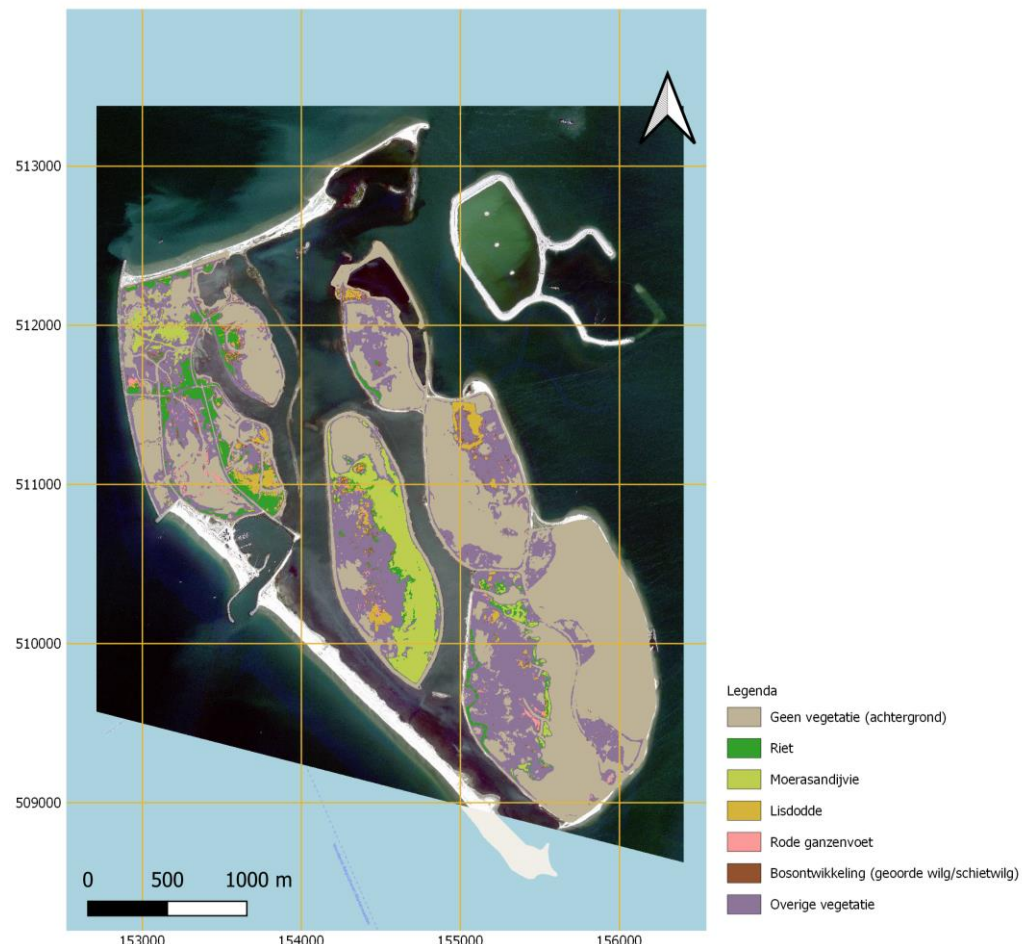 513000
512000
511000
510000
509000
0 500 1000 m
153000 154000 155000 156000
Legenda
Geen vegetatie (achtergrond)
Riet
Moerasandijvie
Lisdodde
Rode ganzenvoet
Bosontwikkeling (geoorde wilg/schietwilg)
Overige vegetatie